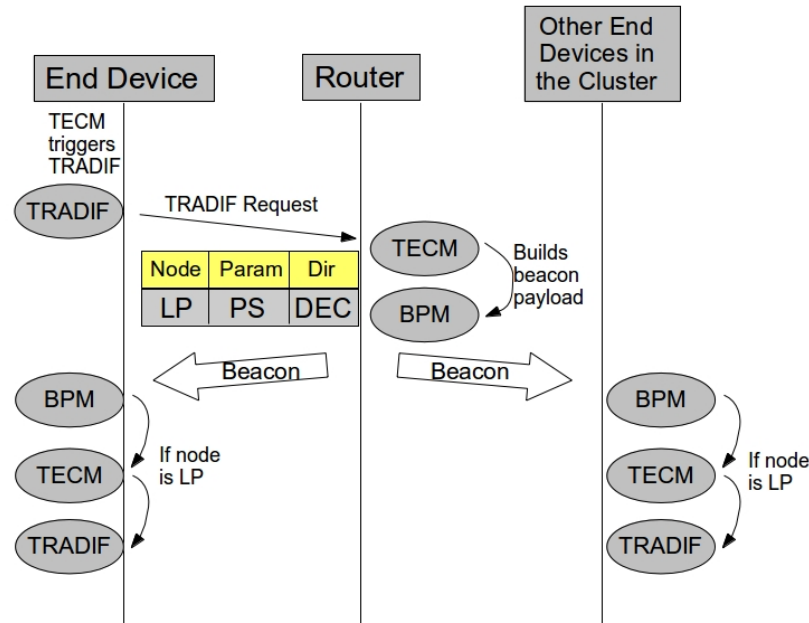 End Device
Router
Other End
Devices in
the Cluster
TECM
triggers
TRADIF
TRADIF
TRADIF Request
TECM
Builds
beacon
payload
Node Param Dir
LP PS DEC
BPM
Beacon
Beacon
BPM
TECM
If node
is LP
TRADIF
BPM
TECM
If node
is LP
TRADIF